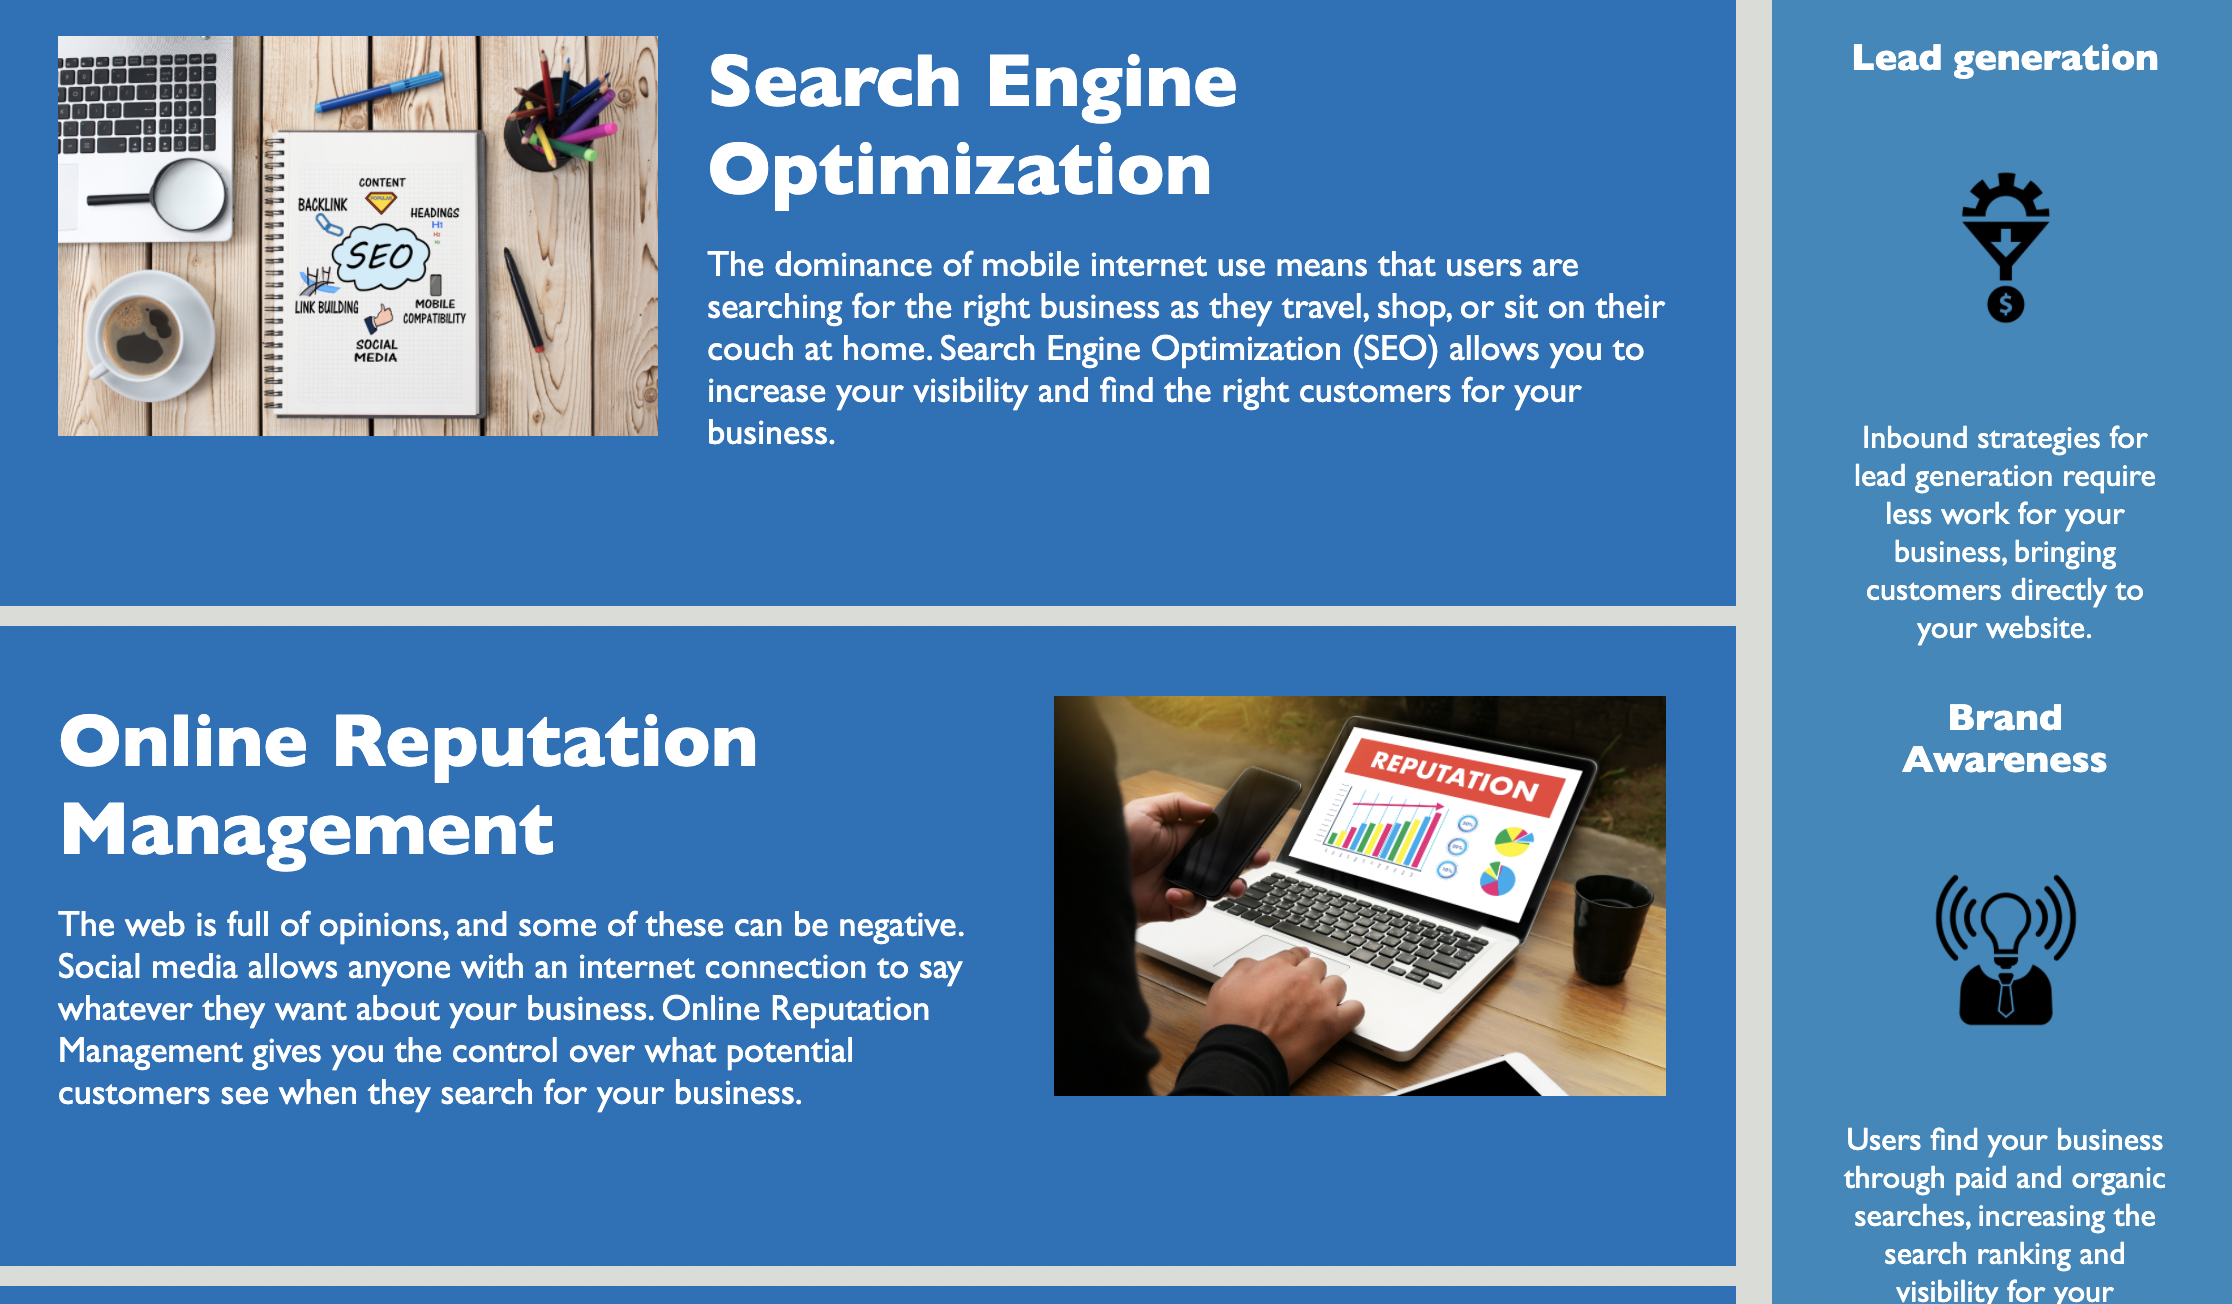 Search Engine
Optimization
The dominance of mobile internet use means that users are
searching for the right business as they travel, shop, or sit on their
couch at home. Search Engine Optimization (SEO) allows you to
increase your visibility and find the right customers for your
business.
CONTENT
POPULAR
BACKLINK
HEADINGS
H1
H2
H3
SEO
LINK BUILDING
MOBILE
COMPATIBILITY
SOCIAL
MEDIA
Online Reputation
Management
The web is full of opinions, and some of these can be negative.
Social media allows anyone with an internet connection to say
whatever they want about your business. Online Reputation
Management gives you the control over what potential
customers see when they search for your business.
REPUTATION
Lead generation
$
Inbound strategies for
lead generation require
less work for your
business, bringing
customers directly to
your website.
Brand
Awareness
Users find your business
through paid and organic
searches, increasing the
search ranking and
visibility for your